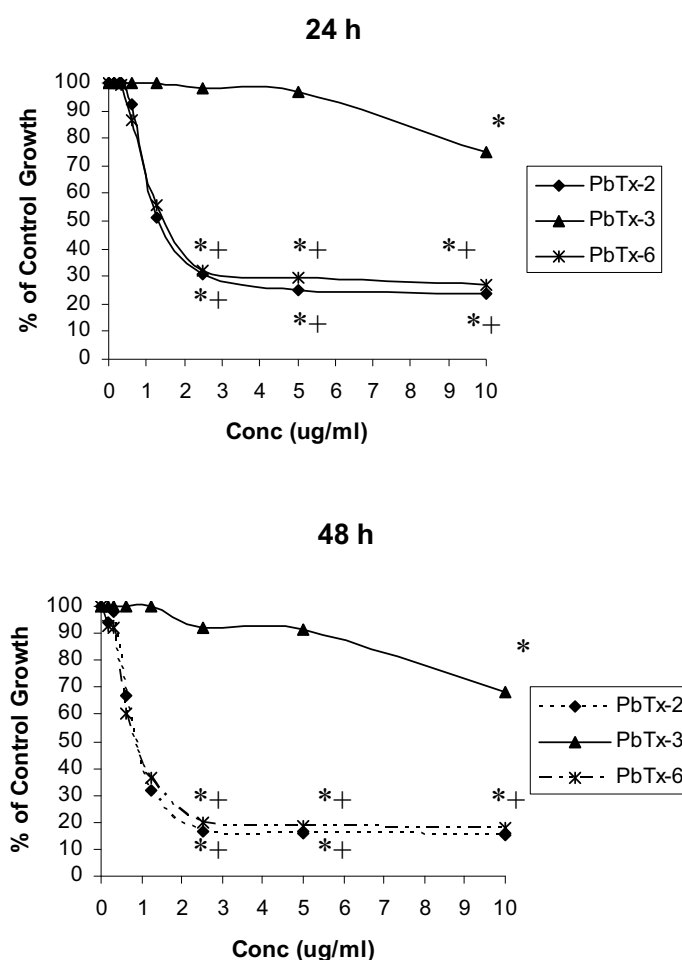 24 h
% of Control Growth
100
90
80
70
60
50
40
30
20
10
0
*
*+ *+ *+
*+ *+ *+
0 1 2 3 4 5 6 7 8 9 10
Conc (ug/ml)
PbTx-2
PbTx-3
PbTx-6
48 h
% of Control Growth
100
90
80
70
60
50
40
30
20
10
0
*
*+ *+ *+
*+ *+
0 1 2 3 4 5 6 7 8 9 10
Conc (ug/ml)
PbTx-2
PbTx-3
PbTx-6